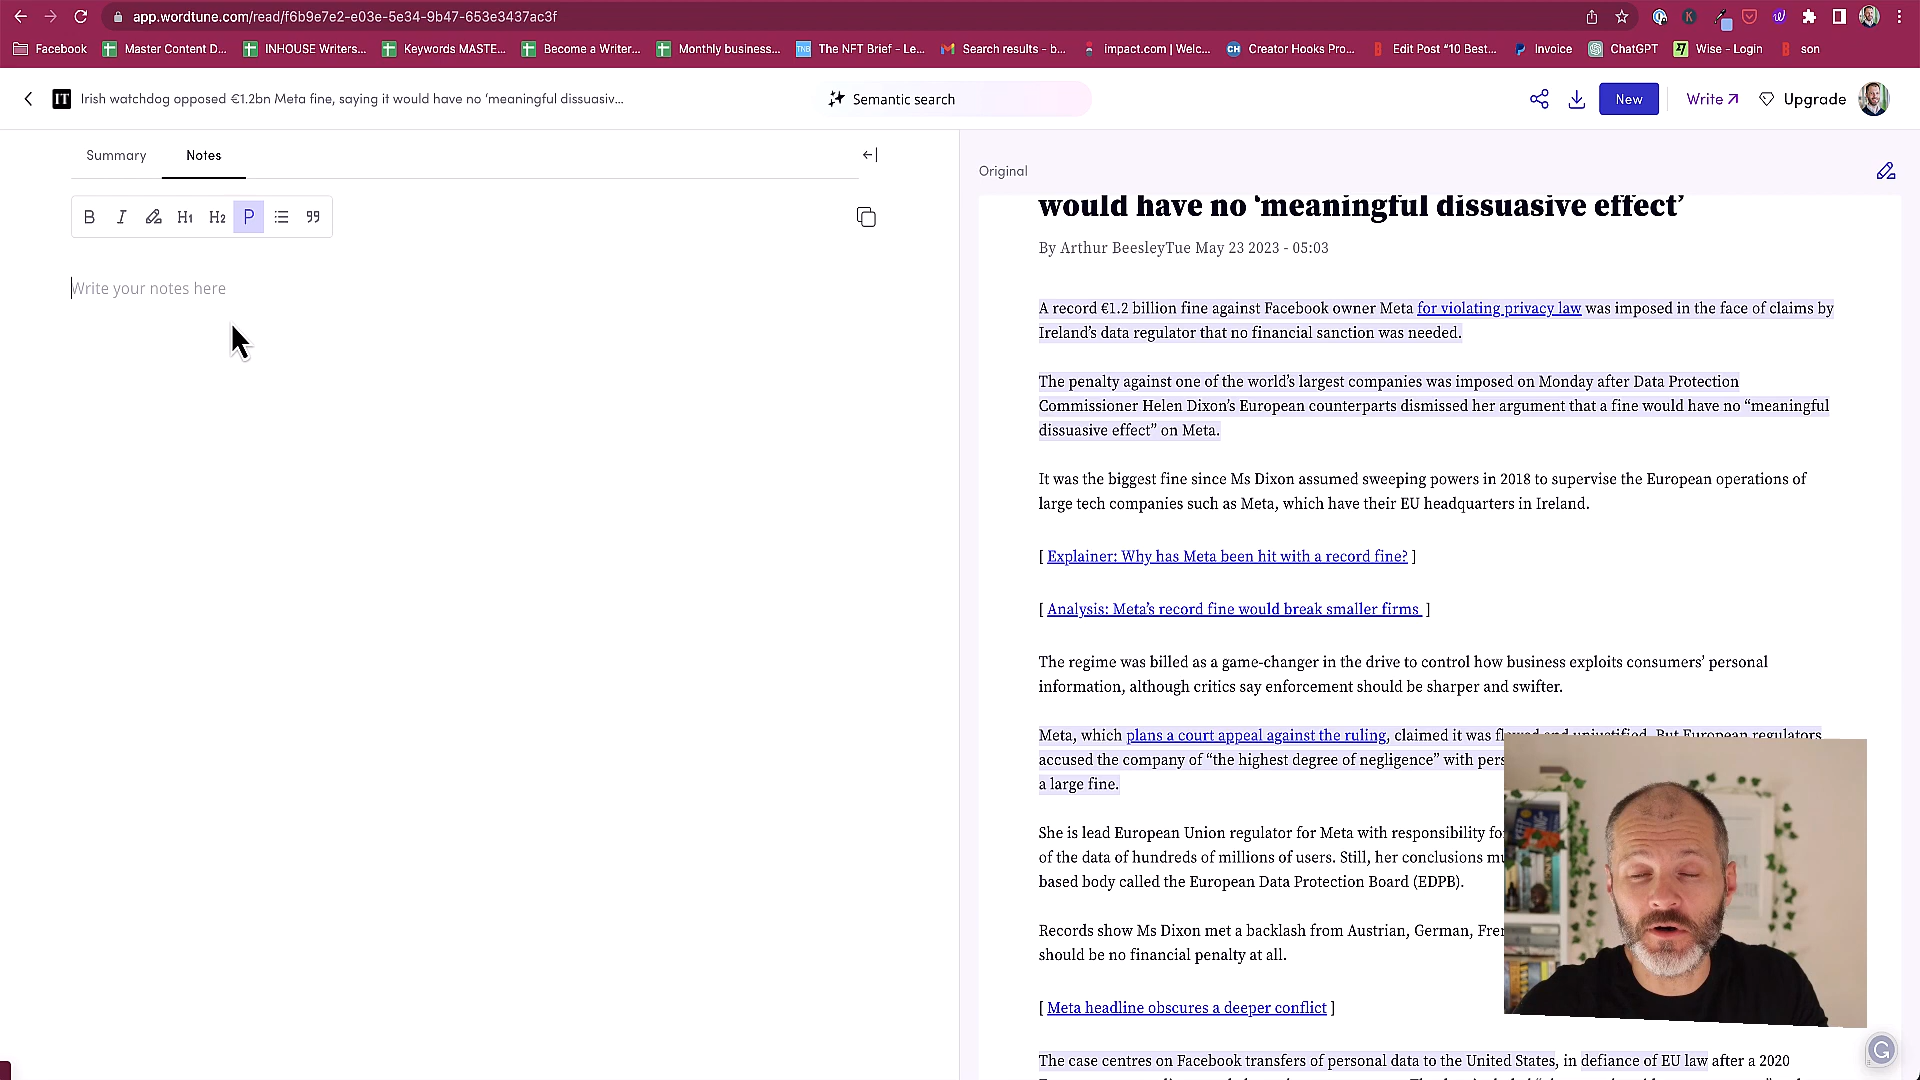 app.wordtune.com/read/f6b9e7e2-e03e-5e34-9b47-653e3437ac3f
Facebook
Master Content D...
INHOUSE Writers...
Keywords MASTE...
Become a Writer...
Monthly business...
TNB
The NFT Brief - Le...
Search results - b...
impact.com | Welc...
CH
Creator Hooks Pro...
Edit Post “10 Best...
Invoice
ChatGPT
Wise - Login
son
IT
Irish watchdog opposed €1.2bn Meta fine, saying it would have no ‘meaningful dissuasiv...
Semantic search
New
Write
Upgrade
Summary
Notes
B I H1 H2 P
Write your notes here
Original
would have no ‘meaningful dissuasive effect’
By Arthur BeesleyTue May 23 2023 - 05:03
A record €1.2 billion fine against Facebook owner Meta for violating privacy law was imposed in the face of claims by
Ireland’s data regulator that no financial sanction was needed.
The penalty against one of the world’s largest companies was imposed on Monday after Data Protection
Commissioner Helen Dixon’s European counterparts dismissed her argument that a fine would have no “meaningful
dissuasive effect” on Meta.
It was the biggest fine since Ms Dixon assumed sweeping powers in 2018 to supervise the European operations of
large tech companies such as Meta, which have their EU headquarters in Ireland.
[ Explainer: Why has Meta been hit with a record fine? ]
[ Analysis: Meta’s record fine would break smaller firms ]
The regime was billed as a game-changer in the drive to control how business exploits consumers’ personal
information, although critics say enforcement should be sharper and swifter.
Meta, which plans a court appeal against the ruling, claimed it was flawed and unjustified. But European regulators
accused the company of “the highest degree of negligence” with pers
a large fine.
She is lead European Union regulator for Meta with responsibility fo
of the data of hundreds of millions of users. Still, her conclusions mu
based body called the European Data Protection Board (EDPB).
Records show Ms Dixon met a backlash from Austrian, German, Fre
should be no financial penalty at all.
[ Meta headline obscures a deeper conflict ]
The case centres on Facebook transfers of personal data to the United States, in defiance of EU law after a 2020